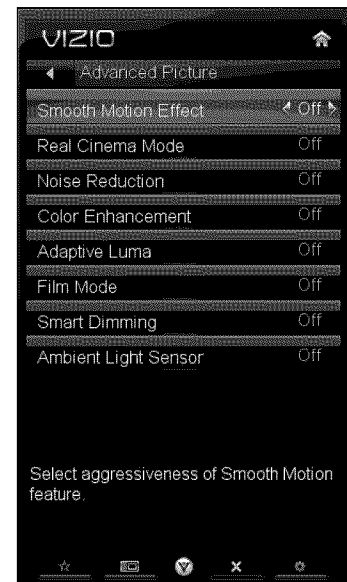 VIZIO
Advanced Picture
Smooth Motion Effect Off
Real Cinema Mode Off
Noise Reduction Off
Color Enhancement Off
Adaptive Luma Off
Film Mode Off
Smart Dimming Off
Ambient Light Sensor Off
Select aggressiveness of Smooth Motion
feature.